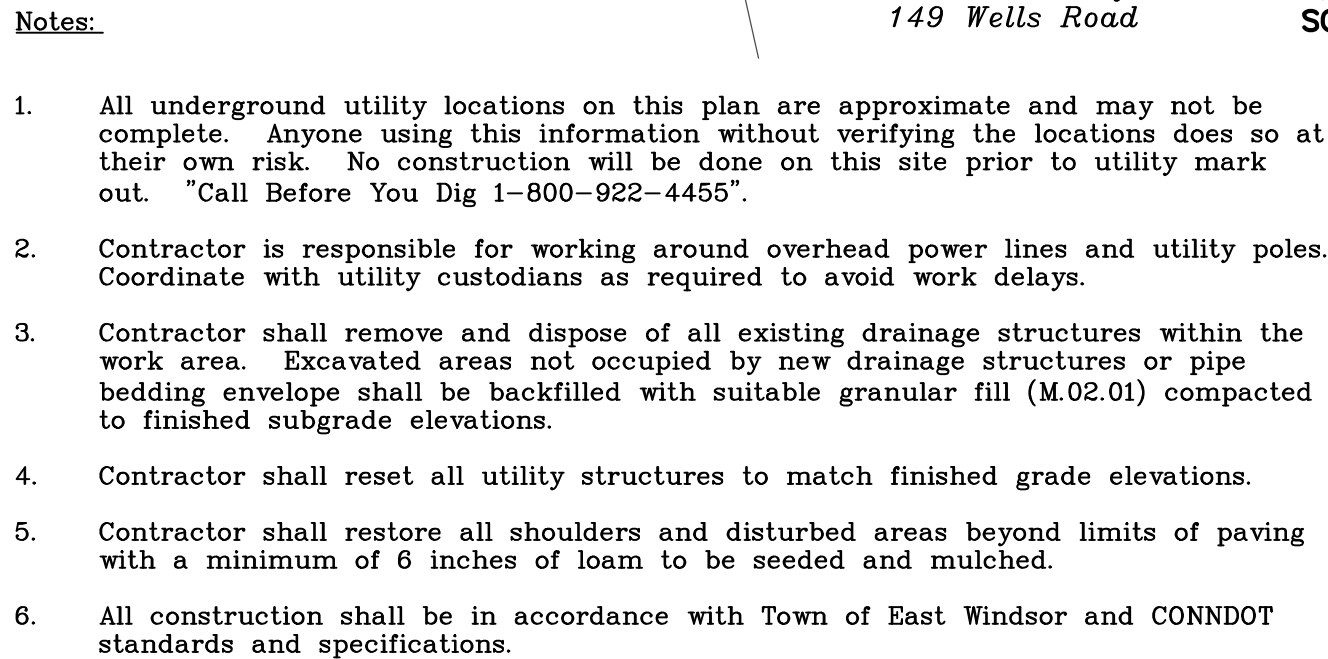 Notes:
149 Wells Road
1. All underground utility locations on this plan are approximate and may not be
complete. Anyone using this information without verifying the locations does so at
their own risk. No construction will be done on this site prior to utility mark
out. "Call Before You Dig 1-800-922-4455".
2. Contractor is responsible for working around overhead power lines and utility poles.
Coordinate with utility custodians as required to avoid work delays.
3. Contractor shall remove and dispose of all existing drainage structures within the
work area. Excavated areas not occupied by new drainage structures or pipe
bedding envelope shall be backfilled with suitable granular fill (M.02.01) compacted
to finished subgrade elevations.
4. Contractor shall reset all utility structures to match finished grade elevations.
5. Contractor shall restore all shoulders and disturbed areas beyond limits of paving
with a minimum of 6 inches of loam to be seeded and mulched.
6. All construction shall be in accordance with Town of East Windsor and CONNDOT
standards and specifications.